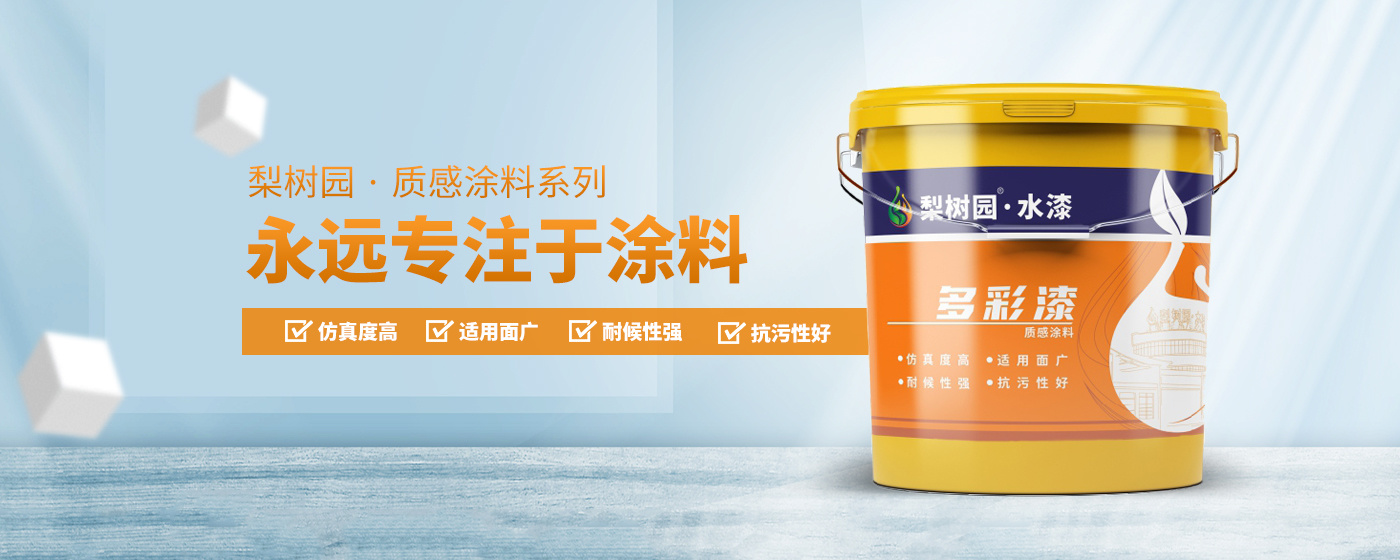 梨树园·质感涂料系列
永远专注于涂料
仿真度高 适用面广 耐候性强 抗污性好
梨树园®·水漆
多彩漆
质感涂料
•仿真度高 •适用面广
•耐候性强 •抗污性好